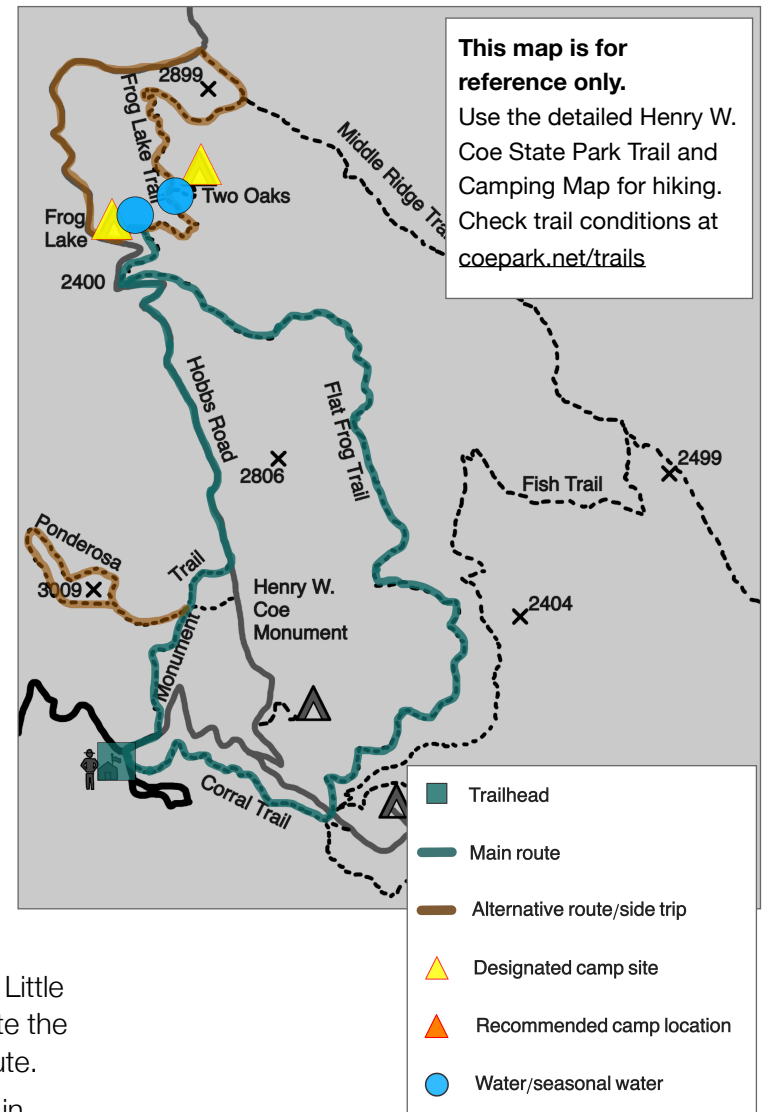 This map is for
reference only.
Use the detailed Henry W.
Coe State Park Trail and
Camping Map for hiking.
Check trail conditions at
coepark.net/trails
2899
Frog Lake Trail
Middle Ridge
Two Oaks
Frog
Lake
2400
Hobbs Road
Flat Frog Trail
2806
2499
Fish Trail
Ponderosa
Trail
3009
Henry W.
Coe
Monument
2404
Monument
Corral Trail
Trailhead
Main route
Alternative route/side trip
Designated camp site
Recommended camp location
Water/seasonal water
Little
te the
ute.
in